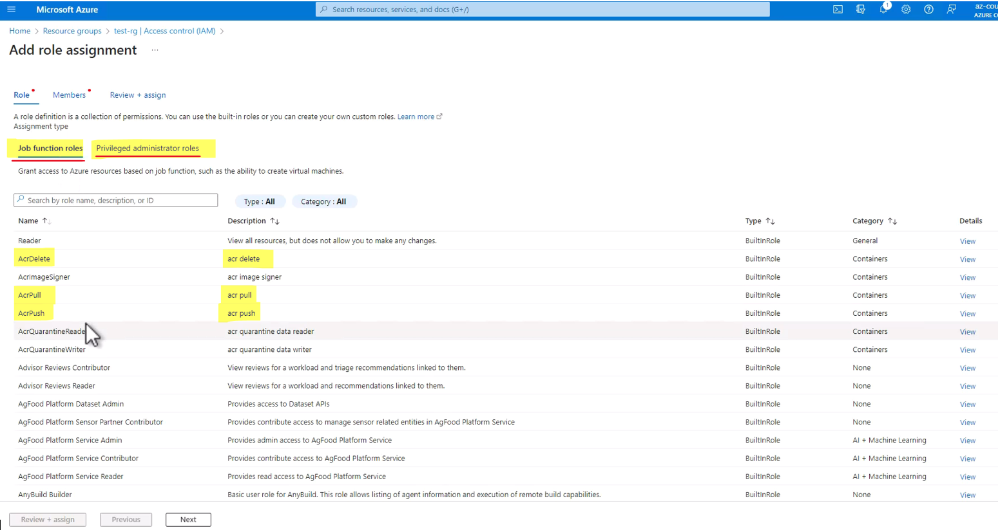 Microsoft Azure
Search resources, services, and docs (G+/)
1
az-cou
AZURE CO
Home > Resource groups > test-rg | Access control (IAM) >
Add role assignment ...
Role Members Review + assign
A role definition is a collection of permissions. You can use the built-in roles or you can create your own custom roles. Learn more
Assignment type
Job function roles Privileged administrator roles
Grant access to Azure resources based on job function, such as the ability to create virtual machines.
Search by role name, description, or ID Type : All Category : All
Name ↑↓ Description ↑↓ Type ↑↓ Category ↑↓ Details
Reader View all resources, but does not allow you to make any changes. BuiltInRole General View
AcrDelete acr delete BuiltInRole Containers View
AcrImageSigner acr image signer BuiltInRole Containers View
AcrPull acr pull BuiltInRole Containers View
AcrPush acr push BuiltInRole Containers View
AcrQuarantineReade acr quarantine data reader BuiltInRole Containers View
AcrQuarantineWriter acr quarantine data writer BuiltInRole Containers View
Advisor Reviews Contributor View reviews for a workload and triage recommendations linked to them. BuiltInRole None View
Advisor Reviews Reader View reviews for a workload and recommendations linked to them. BuiltInRole None View
AgFood Platform Dataset Admin Provides access to Dataset APIs BuiltInRole None View
AgFood Platform Sensor Partner Contributor Provides contribute access to manage sensor related entities in AgFood Platform Service BuiltInRole None View
AgFood Platform Service Admin Provides admin access to AgFood Platform Service BuiltInRole AI + Machine Learning View
AgFood Platform Service Contributor Provides contribute access to AgFood Platform Service BuiltInRole AI + Machine Learning View
AgFood Platform Service Reader Provides read access to AgFood Platform Service BuiltInRole AI + Machine Learning View
AnyBuild Builder Basic user role for AnyBuild. This role allows listing of agent information and execution of remote build capabilities. BuiltInRole None View
Review + assign Previous Next